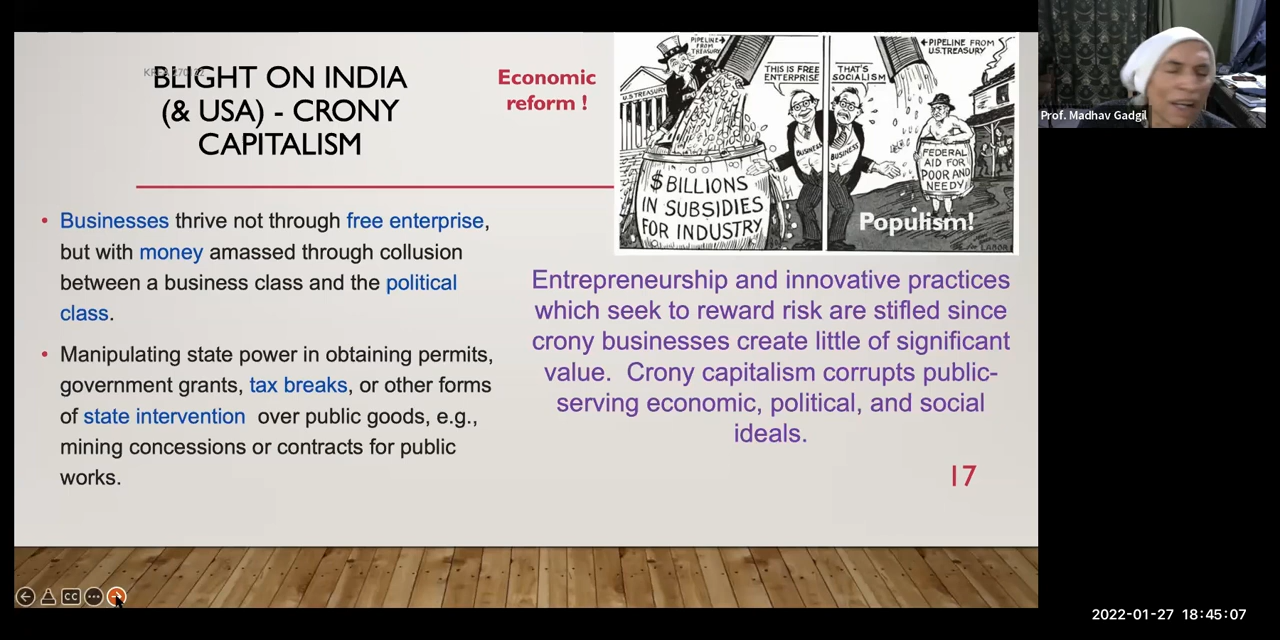 BLIGHT ON INDIA
(& USA) - CRONY
CAPITALISM
Economic
reform !
PIPELINE
FROM
TREASURY
U.S. TREASURY
THIS IS FREE
ENTERPRISE
THAT'S
SOCIALISM
PIPELINE FROM
U.S. TREASURY
BUSINESS
BUSINESS
$ BILLIONS
IN SUBSIDIES
FOR INDUSTRY
FEDERAL
AID FOR
POOR AND
NEEDY
Populism!
Businesses thrive not through free enterprise,
but with money amassed through collusion
between a business class and the political
class.
Manipulating state power in obtaining permits,
government grants, tax breaks, or other forms
of state intervention over public goods, e.g.,
mining concessions or contracts for public
works.
Entrepreneurship and innovative practices
which seek to reward risk are stifled since
crony businesses create little of significant
value. Crony capitalism corrupts public-
serving economic, political, and social
ideals.
17
CC
Prof. Madhav Gadgil
2022-01-27 18:45:07